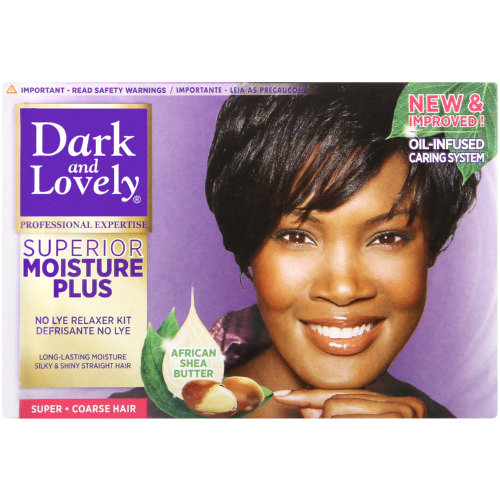 IMPORTANT - READ SAFETY WARNINGS / IMPORTANTE - LEIA AS PRECAUÇÕES
Dark
and
Lovely®
PROFESSIONAL EXPERTISE
SUPERIOR
MOISTURE
PLUS
NO LYE RELAXER KIT
DEFRISANTE NO LYE
LONG-LASTING MOISTURE
SILKY & SHINY STRAIGHT HAIR
SUPER • COARSE HAIR
AFRICAN
SHEA
BUTTER
NEW &
IMPROVED !
OIL-INFUSED
CARING SYSTEM